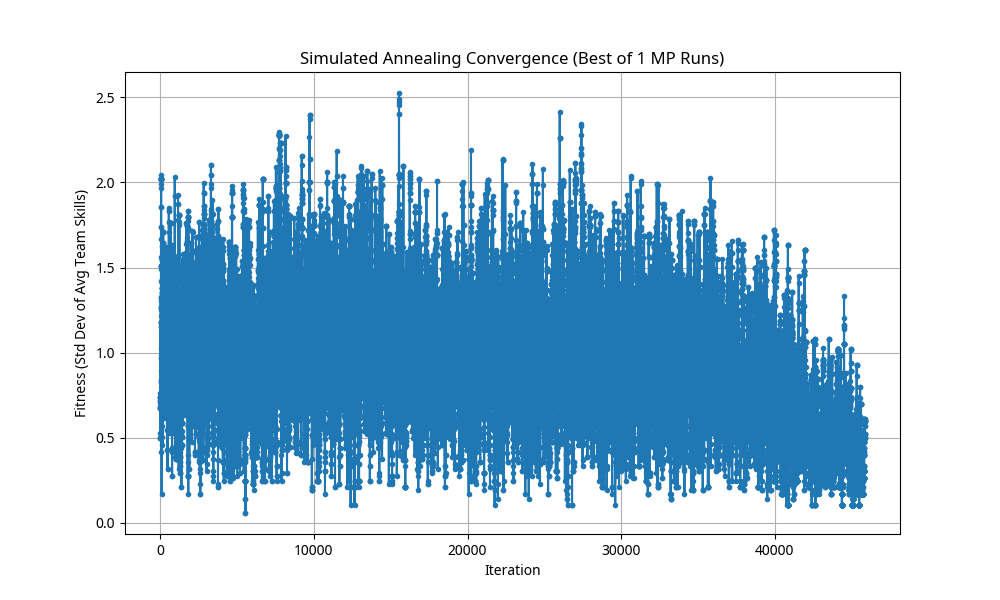 Simulated Annealing Convergence (Best of 1 MP Runs)
Fitness (Std Dev of Avg Team Skills)
2.5
2.0
1.5
1.0
0.5
0.0
0 10000 20000 30000 40000
Iteration